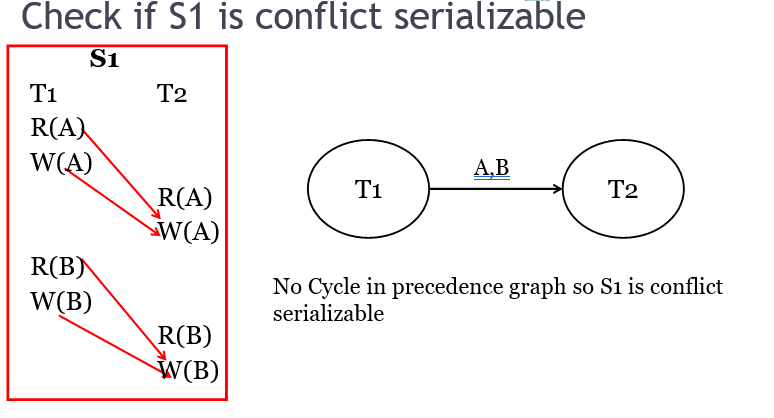 Check if S1 is conflict serializable
S1
T1 T2
R(A)
W(A)
R(A)
W(A)
R(B)
W(B)
R(B)
W(B)
T1
A,B
T2
No Cycle in precedence graph so S1 is conflict
serializable